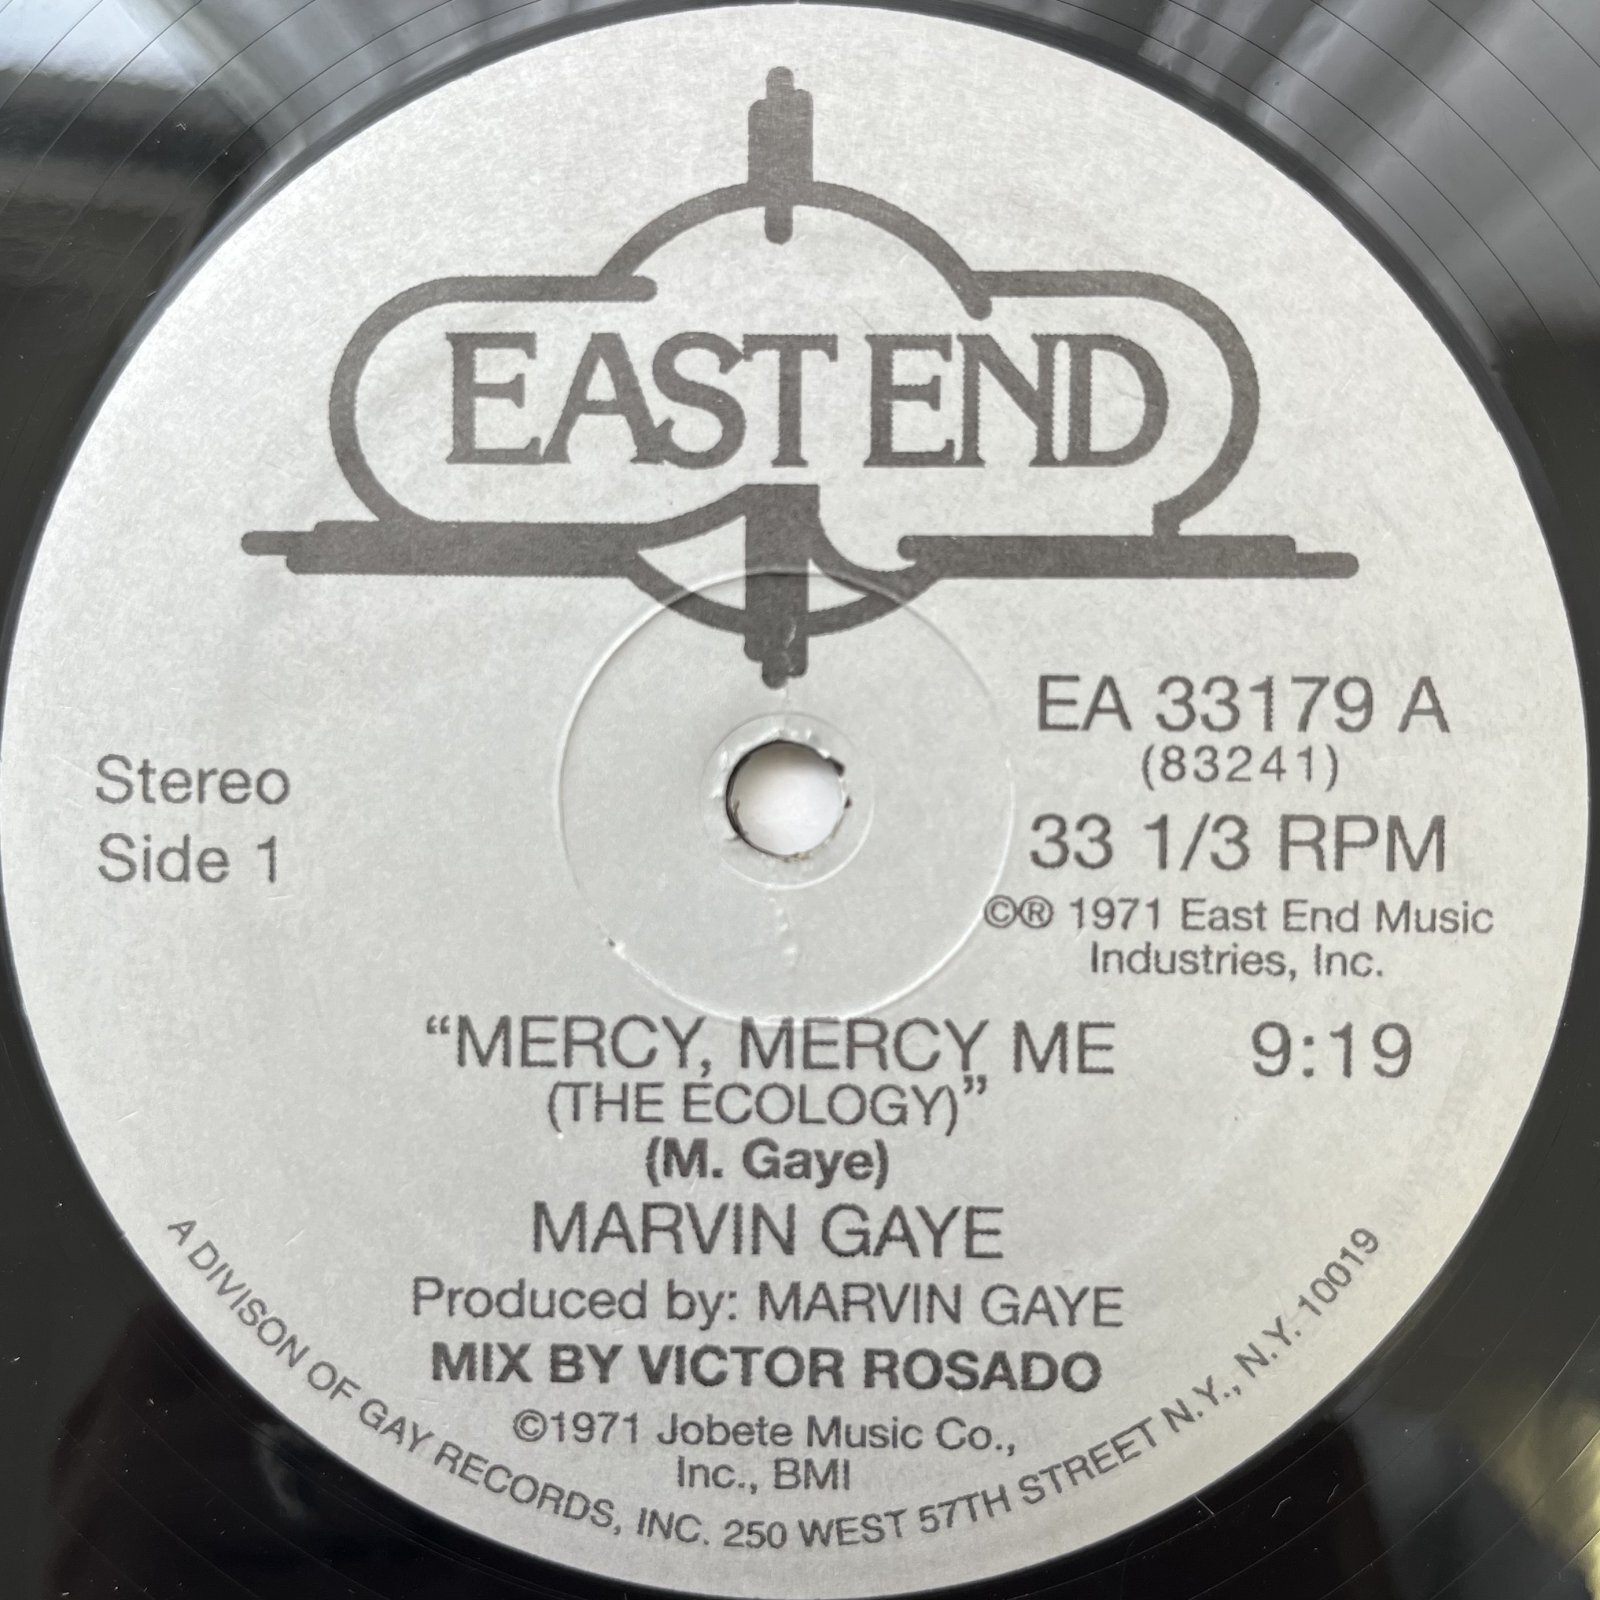 EAST END
EA 33179 A
(83241)
Stereo
Side 1
33 1/3 RPM
©® 1971 East End Music
Industries, Inc.
“MERCY, MERCY ME 9:19
(THE ECOLOGY)”
(M. Gaye)
MARVIN GAYE
Produced by: MARVIN GAYE
MIX BY VICTOR ROSADO
©1971 Jobete Music Co.,
Inc., BMI
A DIVISON OF GAY RECORDS, INC. 250 WEST 57TH STREET N.Y., N.Y. 10019